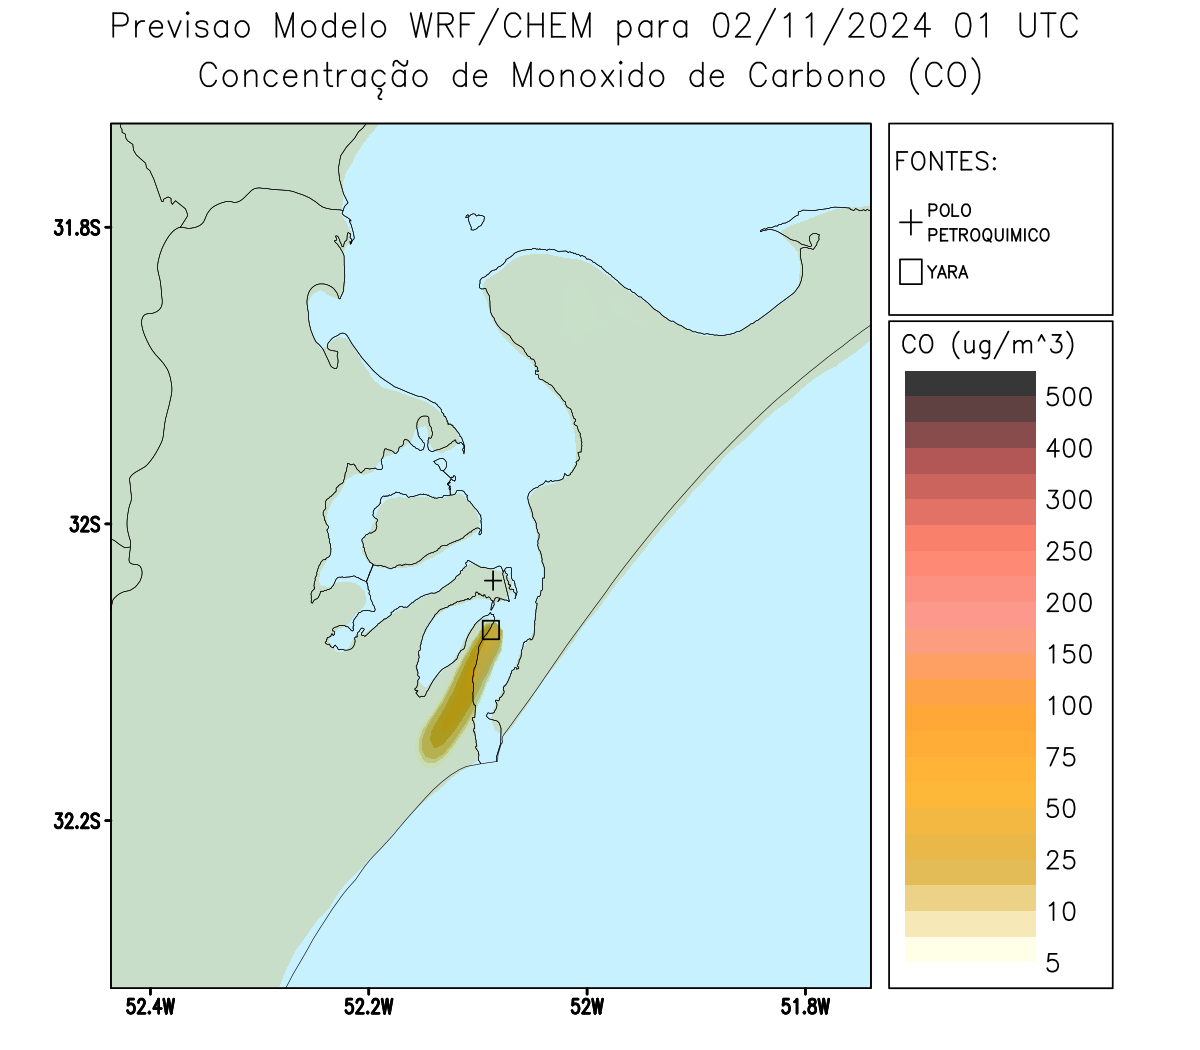 Previsao Modelo WRF/CHEM para 02/11/2024 01 UTC
Concentração de Monoxido de Carbono (CO)
FONTES:
POLO
PETROQUIMICO
YARA
CO (ug/m^3)
500
400
300
250
200
150
100
75
50
25
10
5
31.8S
32S
32.2S
52.4W
52.2W
52W
51.8W